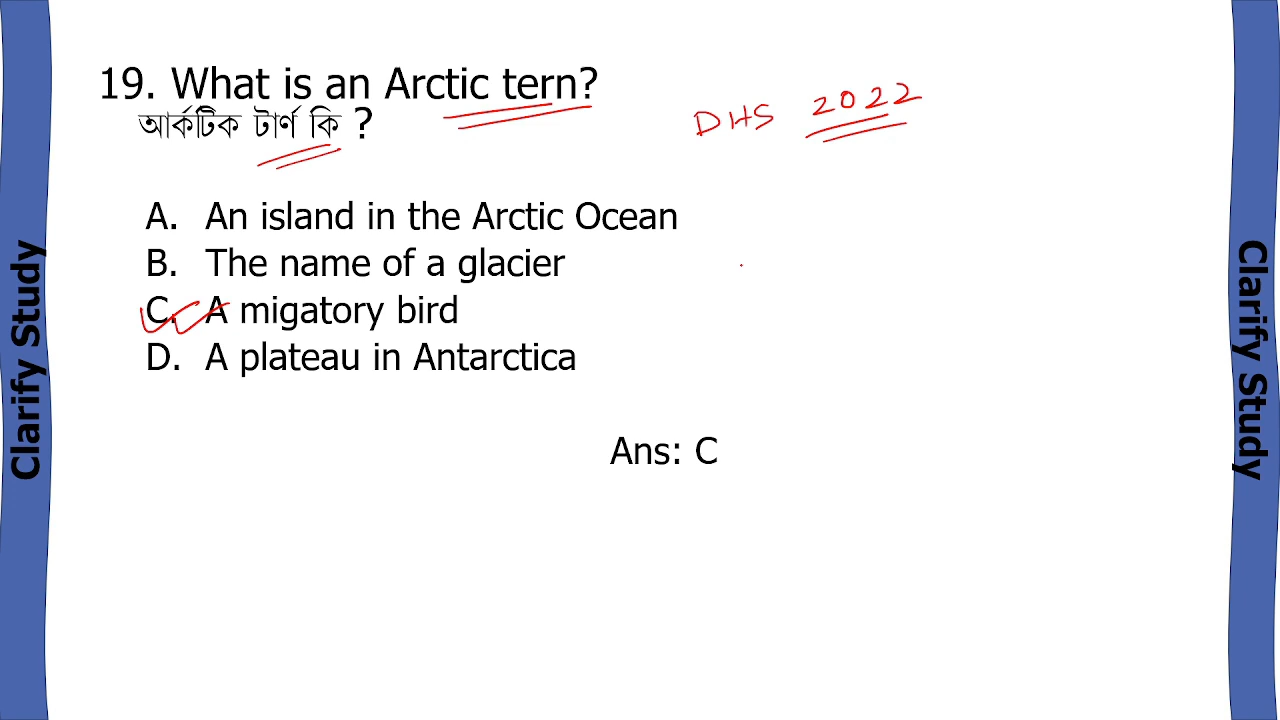 19. What is an Arctic tern?
আর্কটিক টার্ণ কি ?
DHS 2022
A. An island in the Arctic Ocean
B. The name of a glacier
C. A migatory bird
D. A plateau in Antarctica
Ans: C
Clarify Study
Clarify Study